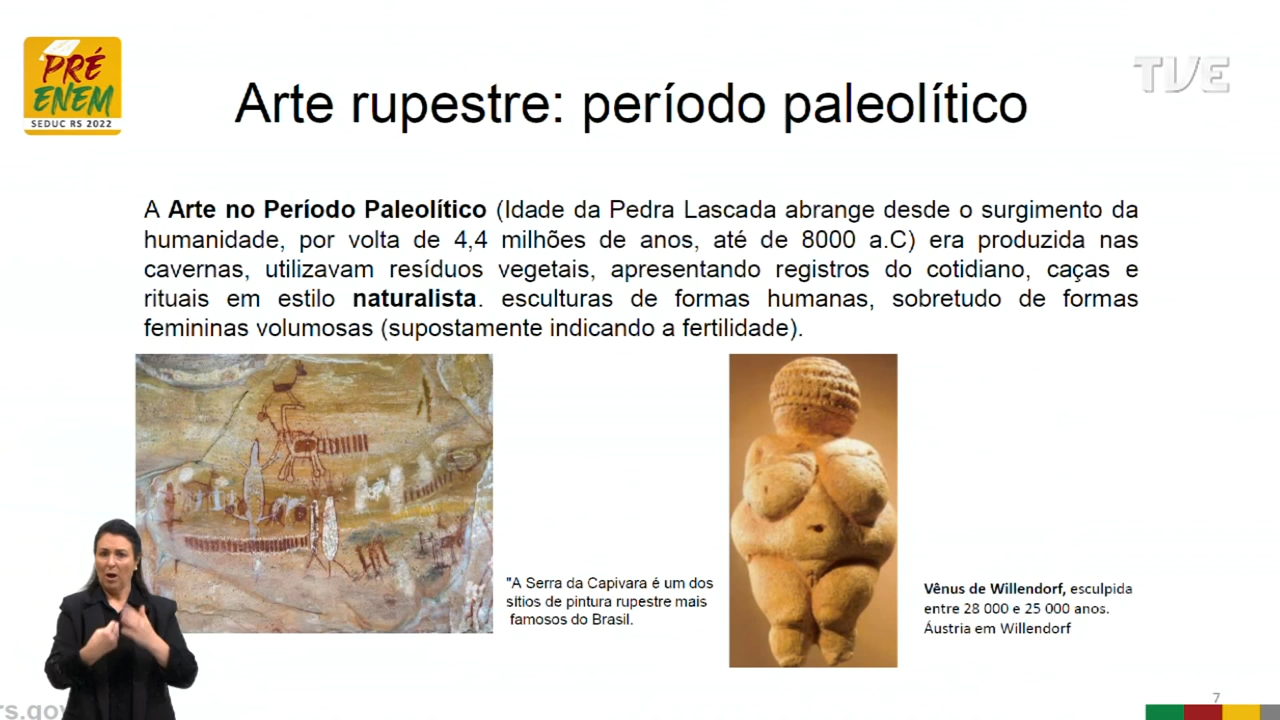 PRÉ
ENEM
SEDUC RS 2022
TVE
Arte rupestre: período paleolítico
A Arte no Período Paleolítico (Idade da Pedra Lascada abrange desde o surgimento da
humanidade, por volta de 4,4 milhões de anos, até de 8000 a.C) era produzida nas
cavernas, utilizavam resíduos vegetais, apresentando registros do cotidiano, caças e
rituais em estilo naturalista. esculturas de formas humanas, sobretudo de formas
femininas volumosas (supostamente indicando a fertilidade).
"A Serra da Capivara é um dos
sítios de pintura rupestre mais
famosos do Brasil.
Vênus de Willendorf, esculpida
entre 28 000 e 25 000 anos.
Áustria em Willendorf
7